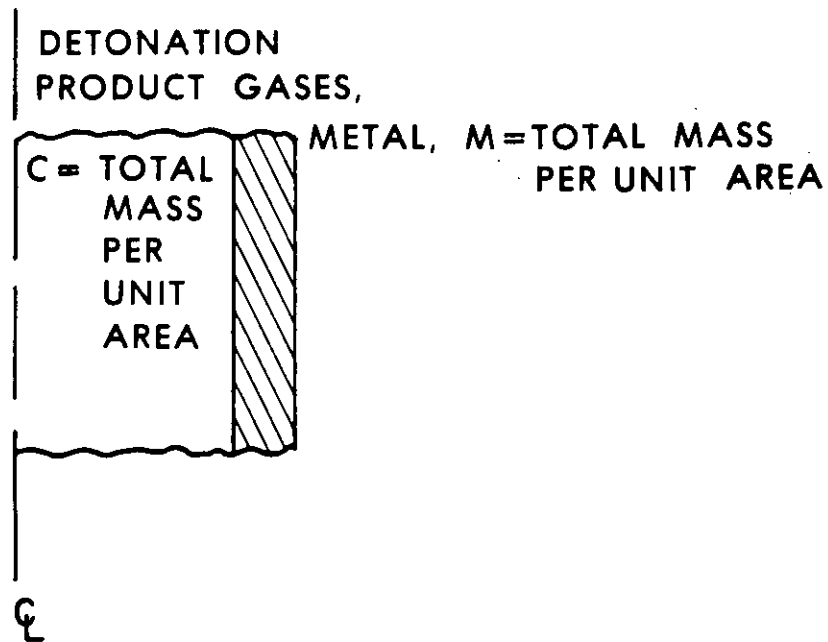 DETONATION
PRODUCT GASES,
METAL, M=TOTAL MASS
PER UNIT AREA
C = TOTAL
MASS
PER
UNIT
AREA
℄